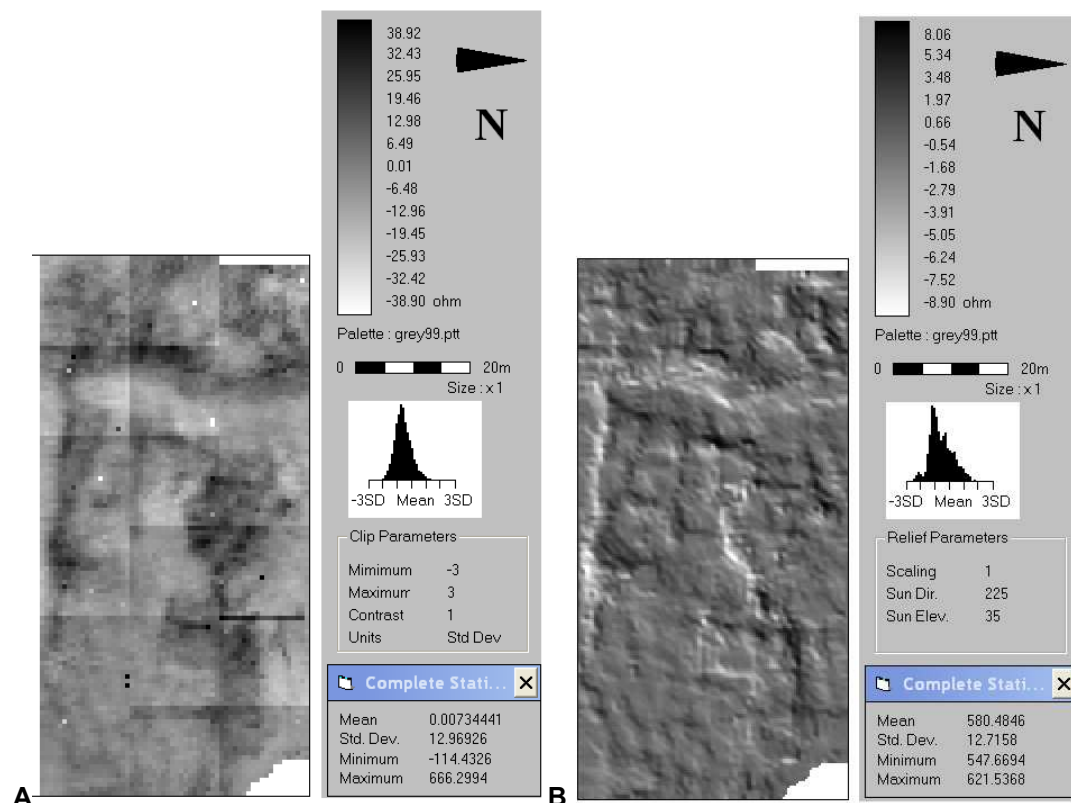 38.92
32.43
25.95
19.46
12.98
6.49
0.01
-6.48
-12.96
-19.45
-25.93
-32.42
-38.90 ohm
N
Palette : grey99.ptt
0 20m
Size : x 1
-3SD Mean 3SD
Clip Parameters
Mimimum -3
Maximum 3
Contrast 1
Units Std Dev
Complete Stati...
Mean 0.00734441
Std. Dev. 12.96926
Minimum -114.4326
Maximum 666.2994
A
8.06
5.34
3.48
1.97
0.66
-0.54
-1.68
-2.79
-3.91
-5.05
-6.24
-7.52
-8.90 ohm
N
Palette : grey99.ptt
0 20m
Size : x 1
-3SD Mean 3SD
Relief Parameters
Scaling 1
Sun Dir. 225
Sun Elev. 35
Complete Stati...
Mean 580.4846
Std. Dev. 12.7158
Minimum 547.6694
Maximum 621.5368
B